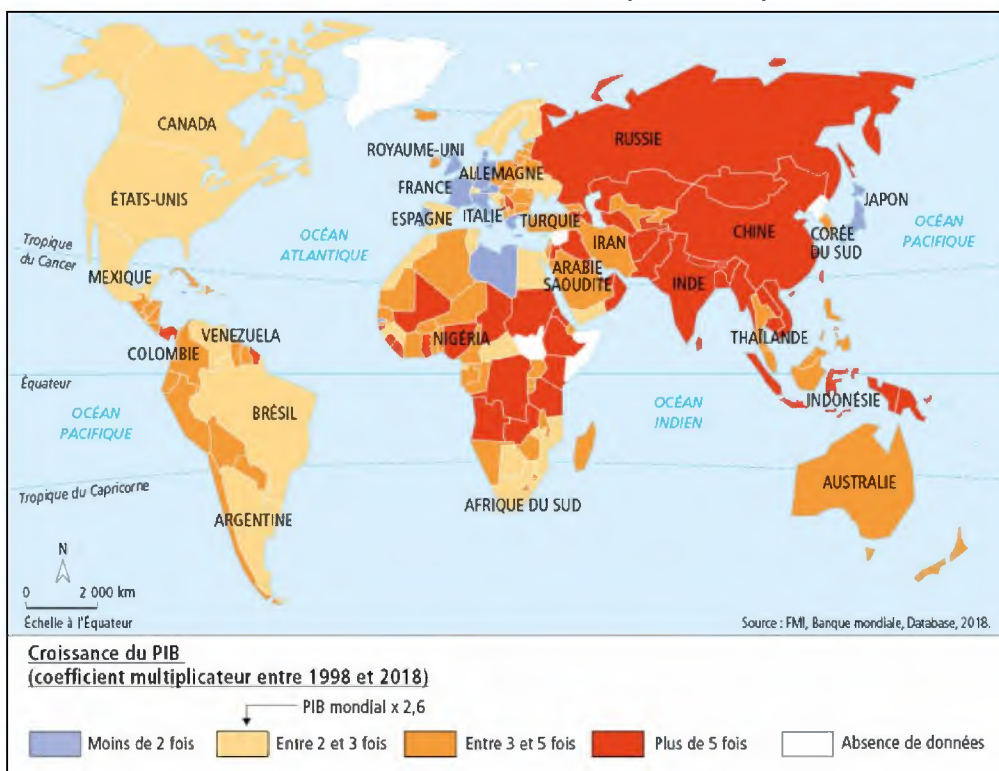 CANADA
ROYAUME-UNI
RUSSIE
ALLEMAGNE
FRANCE
ÉTATS-UNIS
ESPAGNE
ITALIE
TURQUIE
JAPON
OCÉAN
ATLANTIQUE
CHINE
CORÉE
DU SUD
OCÉAN
PACIFIQUE
Tropique
du Cancer
IRAN
MEXIQUE
ARABIE
SAOUDITE
INDE
VENEZUELA
NIGÉRIA
THAÏLANDE
COLOMBIE
Équateur
OCÉAN
PACIFIQUE
BRÉSIL
OCÉAN
INDIEN
INDONÉSIE
Tropique du Capricorne
AUSTRALIE
ARGENTINE
AFRIQUE DU SUD
N
0 2 000 km
Échelle à l'Équateur
Source : FMI, Banque mondiale, Database, 2018.
Croissance du PIB
(coefficient multiplicateur entre 1998 et 2018)
PIB mondial x 2,6
Moins de 2 fois
Entre 2 et 3 fois
Entre 3 et 5 fois
Plus de 5 fois
Absence de données